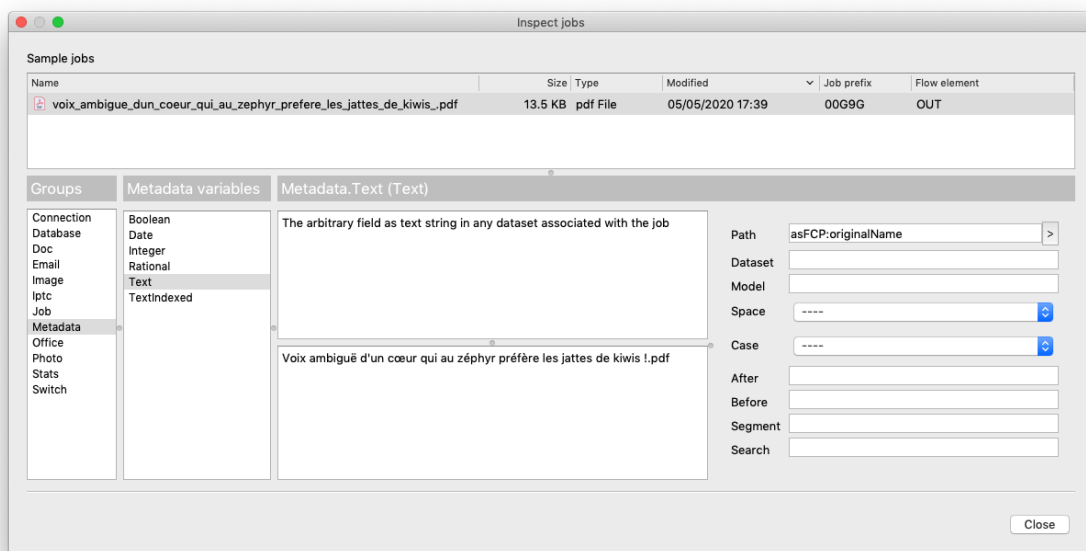 Inspect jobs
Sample jobs
Name Size Type Modified Job prefix Flow element
voix_ambigue_dun_coeur_qui_au_zephyr_prefere_les_jattes_de_kiwis_.pdf 13.5 KB pdf File 05/05/2020 17:39 00G9G OUT
Groups Metadata variables Metadata.Text (Text)
Connection
Database
Doc
Email
Image
Iptc
Job
Metadata
Office
Photo
Stats
Switch
Boolean
Date
Integer
Rational
Text
TextIndexed
The arbitrary field as text string in any dataset associated with the job
Voix ambiguë d'un cœur qui au zéphyr préfère les jattes de kiwis !.pdf
Path asFCP:originalName >
Dataset
Model
Space ----
Case ----
After
Before
Segment
Search
Close